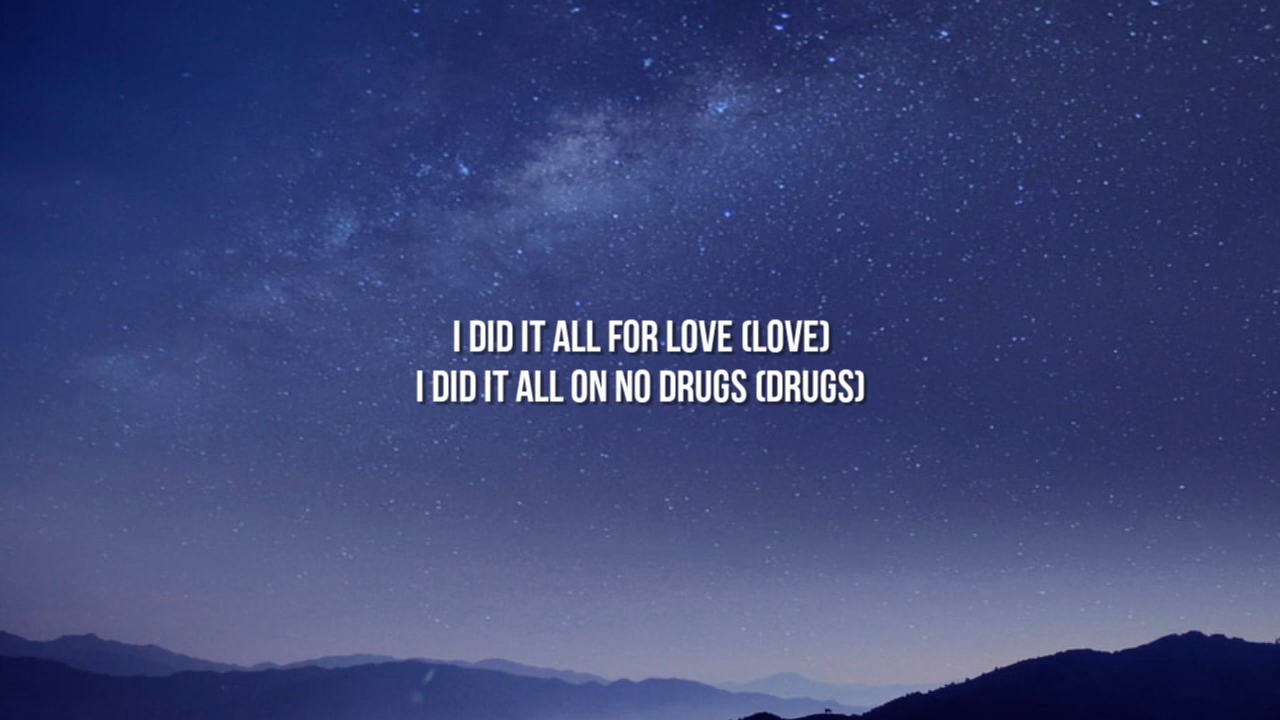 I DID IT ALL FOR LOVE (LOVE)
I DID IT ALL ON NO DRUGS (DRUGS)